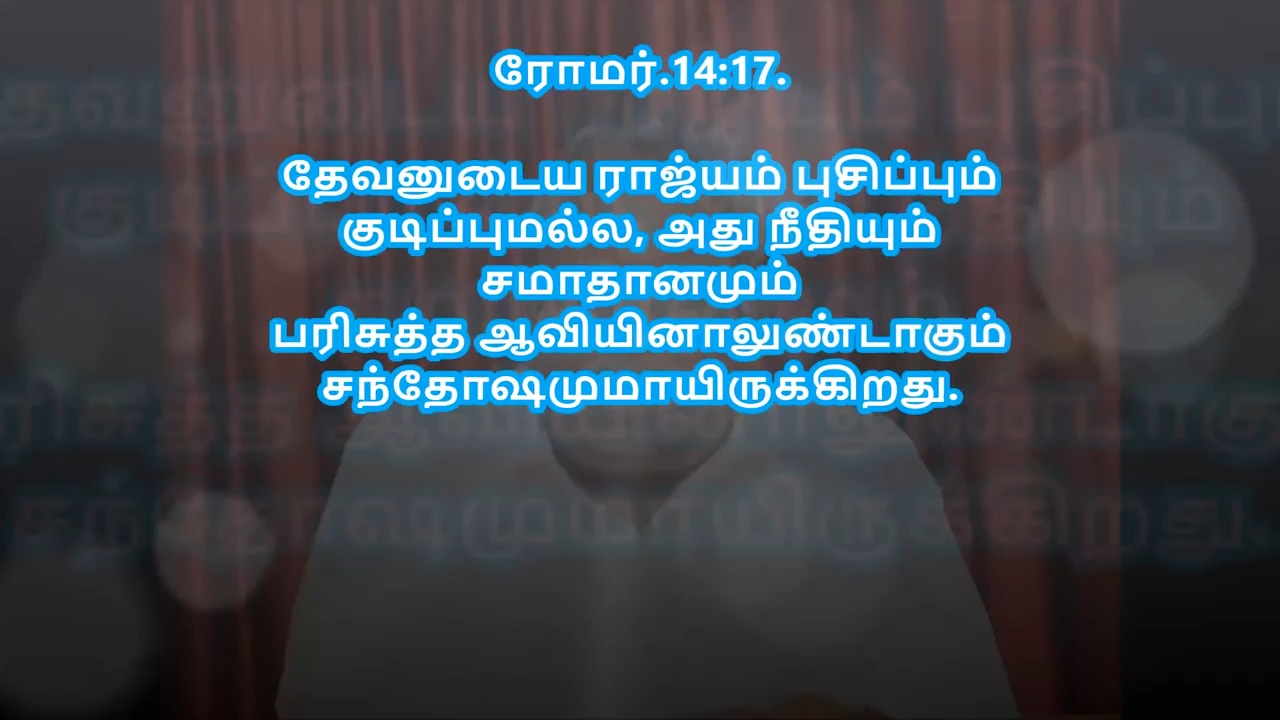 ரோமர்.14:17.
தேவனுடைய ராஜ்யம் புசிப்பும்
குடிப்புமல்ல, அது நீதியும்
சமாதானமும்
பரிசுத்த ஆவியினாலுண்டாகும்
சந்தோஷமுமாயிருக்கிறது.